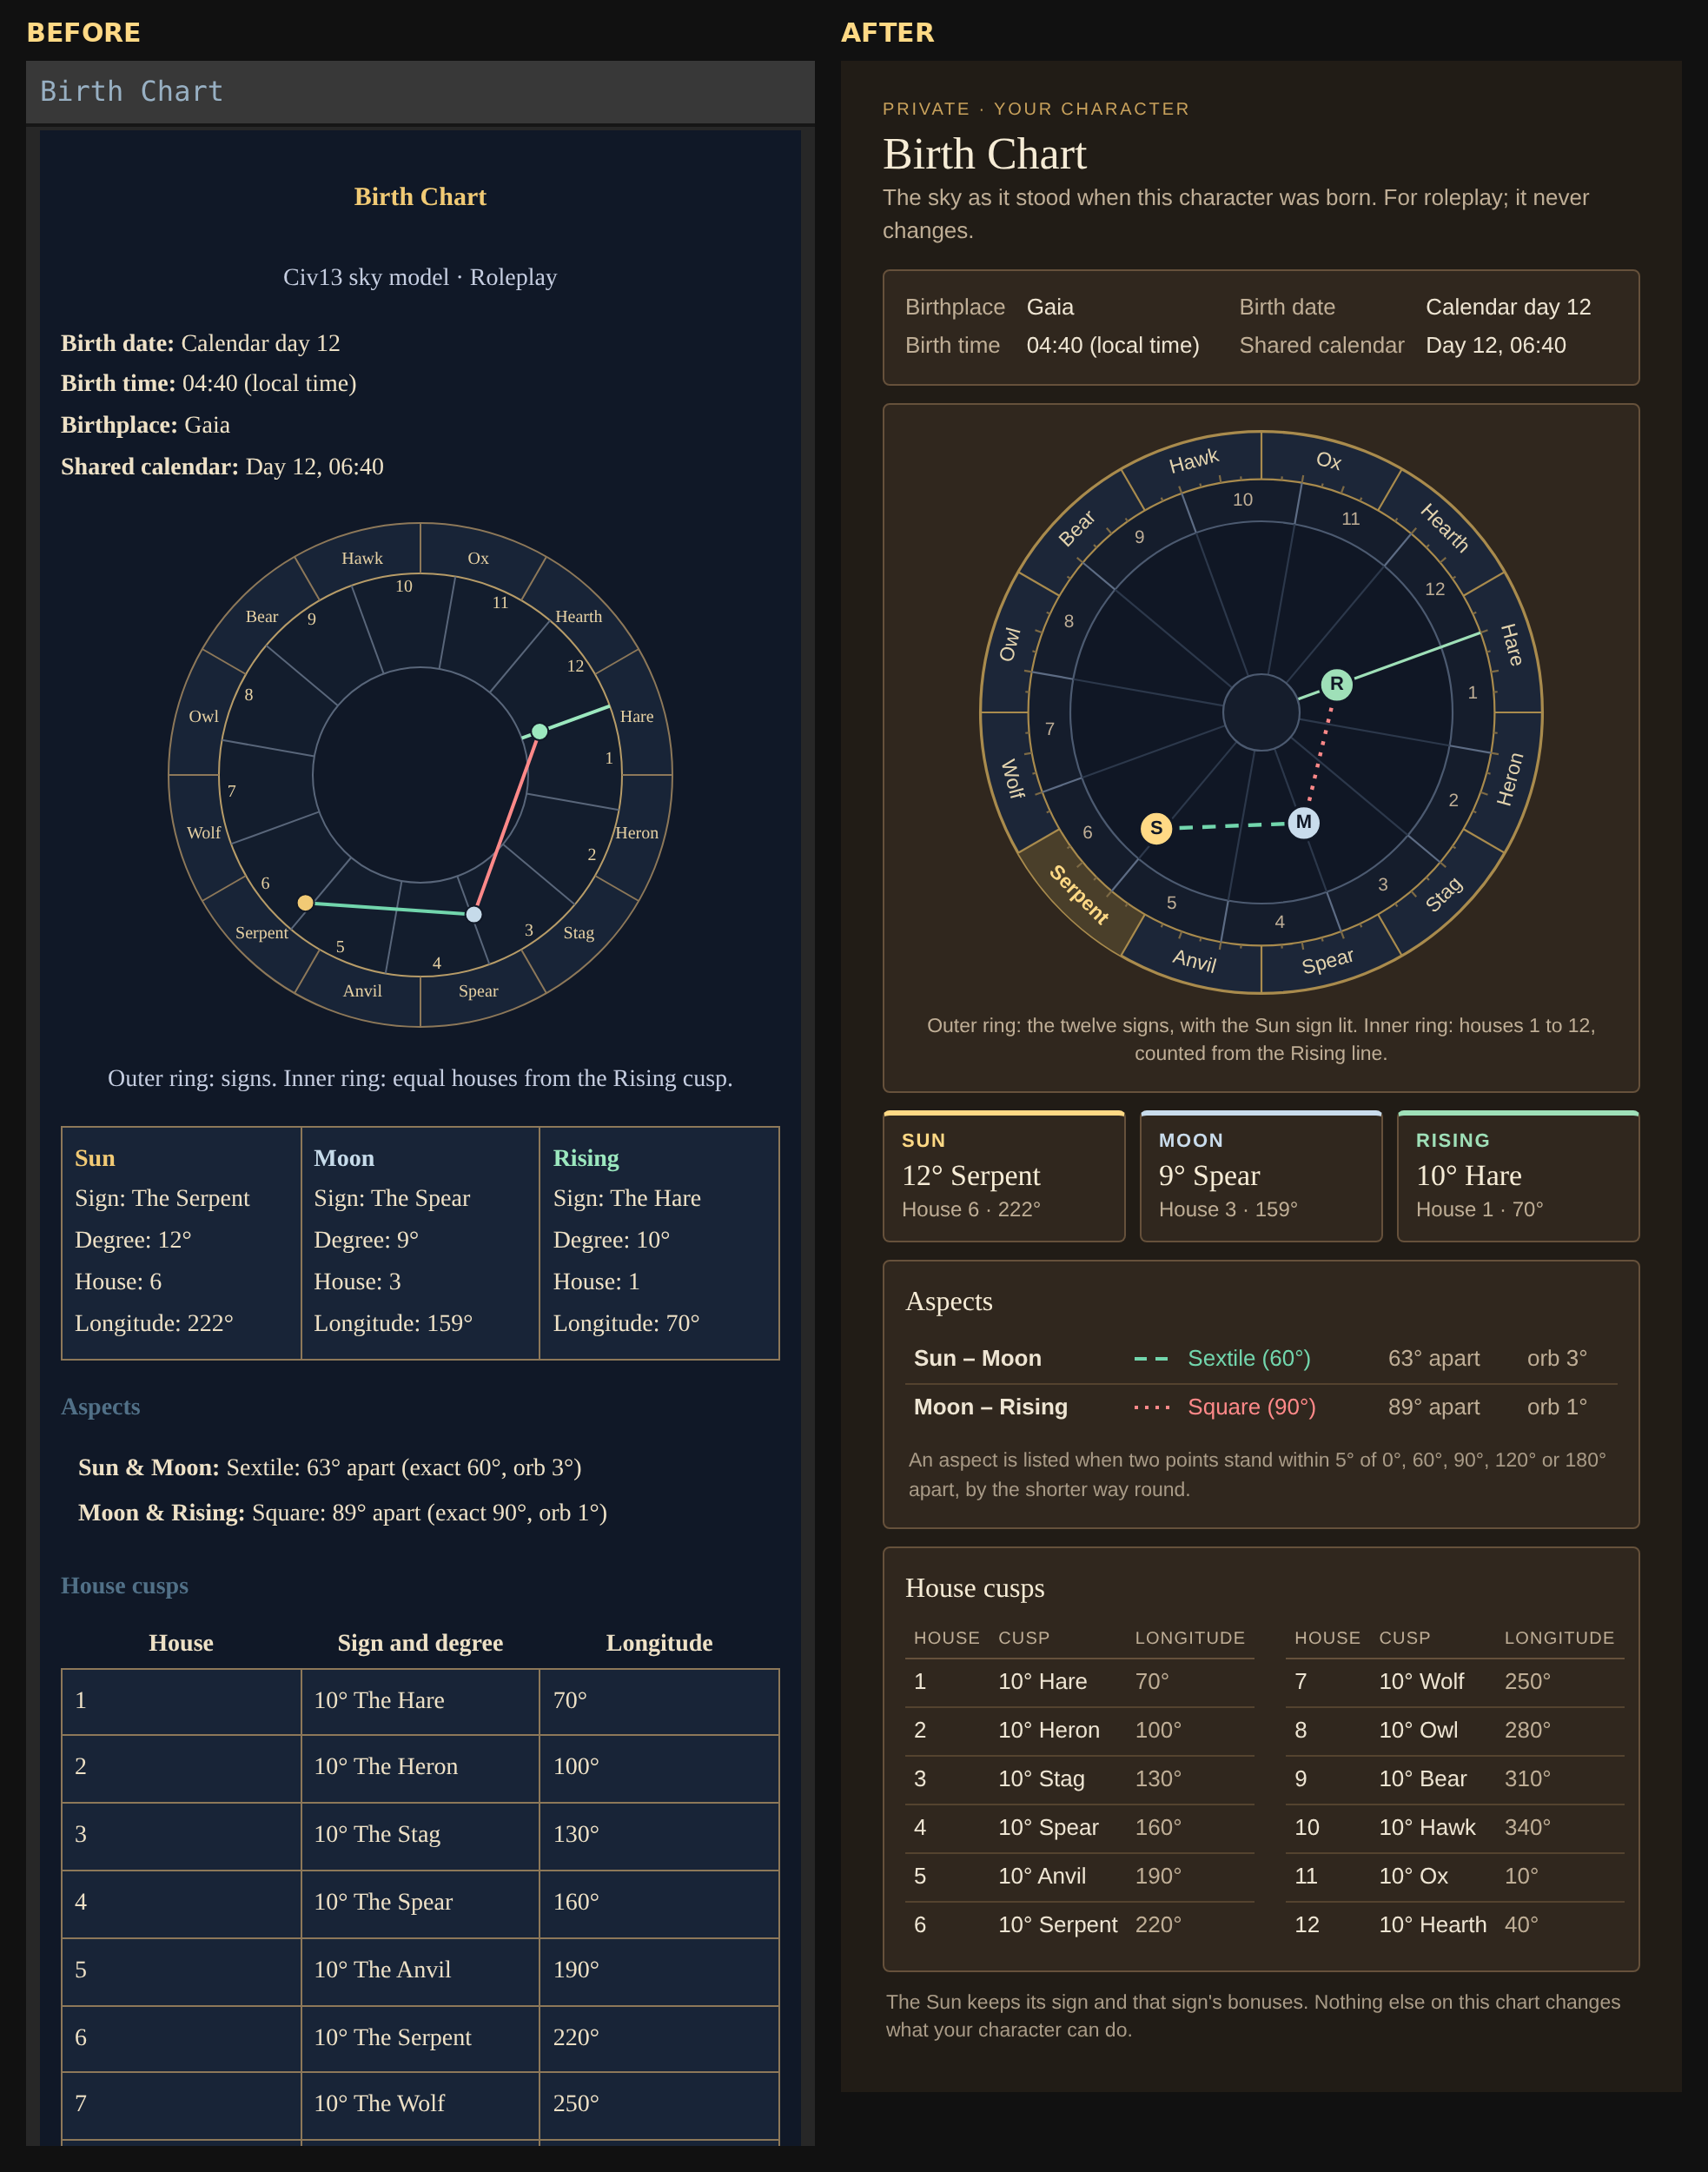 BEFORE
Birth Chart
Birth Chart
Civ13 sky model · Roleplay
Birth date: Calendar day 12
Birth time: 04:40 (local time)
Birthplace: Gaia
Shared calendar: Day 12, 06:40
Hawk
Ox
10
11
Bear
9
Hearth
12
8
Owl
Hare
1
7
Wolf
Heron
2
6
Serpent
5
3
Stag
4
Anvil
Spear
Outer ring: signs. Inner ring: equal houses from the Rising cusp.
Sun
Sign: The Serpent
Degree: 12°
House: 6
Longitude: 222°
Moon
Sign: The Spear
Degree: 9°
House: 3
Longitude: 159°
Rising
Sign: The Hare
Degree: 10°
House: 1
Longitude: 70°
Aspects
Sun & Moon: Sextile: 63° apart (exact 60°, orb 3°)
Moon & Rising: Square: 89° apart (exact 90°, orb 1°)
House cusps
House Sign and degree Longitude
1 10° The Hare 70°
2 10° The Heron 100°
3 10° The Stag 130°
4 10° The Spear 160°
5 10° The Anvil 190°
6 10° The Serpent 220°
7 10° The Wolf 250°
AFTER
PRIVATE · YOUR CHARACTER
Birth Chart
The sky as it stood when this character was born. For roleplay; it never
changes.
Birthplace Gaia Birth date Calendar day 12
Birth time 04:40 (local time) Shared calendar Day 12, 06:40
Hawk
Ox
10
11
Bear
9
Hearth
12
8
Owl
Hare
R
1
7
Wolf
Heron
2
S
M
6
Serpent
5
3
Stag
4
Anvil
Spear
Outer ring: the twelve signs, with the Sun sign lit. Inner ring: houses 1 to 12,
counted from the Rising line.
SUN
12° Serpent
House 6 · 222°
MOON
9° Spear
House 3 · 159°
RISING
10° Hare
House 1 · 70°
Aspects
Sun – Moon Sextile (60°) 63° apart orb 3°
Moon – Rising Square (90°) 89° apart orb 1°
An aspect is listed when two points stand within 5° of 0°, 60°, 90°, 120° or 180°
apart, by the shorter way round.
House cusps
HOUSE CUSP LONGITUDE HOUSE CUSP LONGITUDE
1 10° Hare 70° 7 10° Wolf 250°
2 10° Heron 100° 8 10° Owl 280°
3 10° Stag 130° 9 10° Bear 310°
4 10° Spear 160° 10 10° Hawk 340°
5 10° Anvil 190° 11 10° Ox 10°
6 10° Serpent 220° 12 10° Hearth 40°
The Sun keeps its sign and that sign's bonuses. Nothing else on this chart changes
what your character can do.